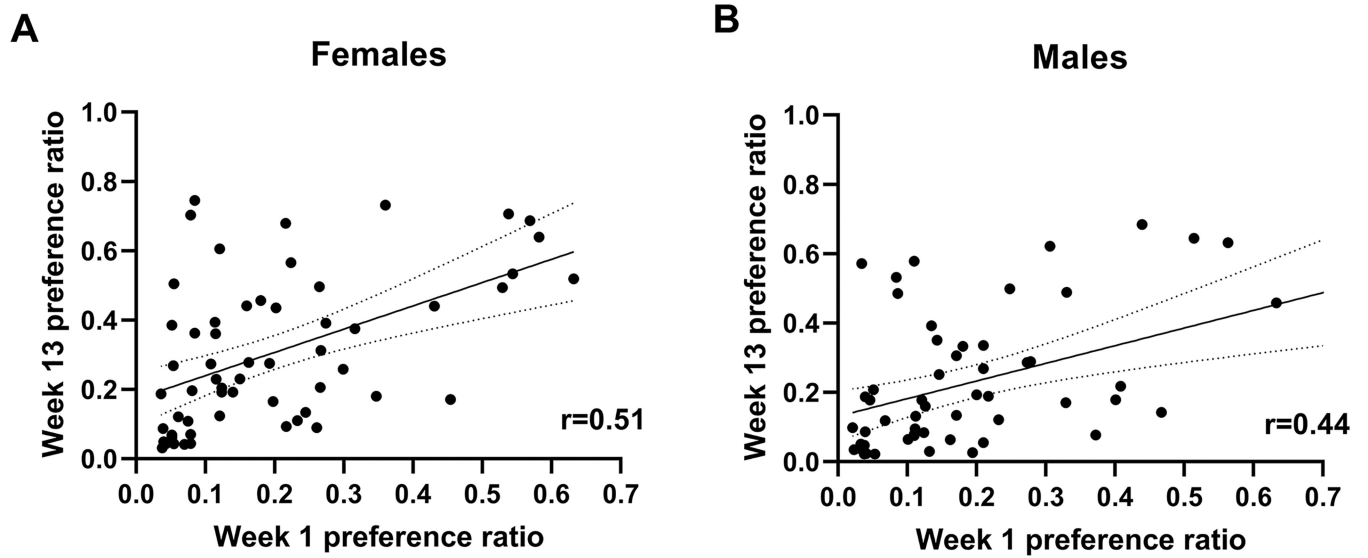 A
Females
Week 13 preference ratio
1.0
0.8
0.6
0.4
0.2
0.0
r=0.51
0.0 0.1 0.2 0.3 0.4 0.5 0.6 0.7
Week 1 preference ratio
B
Males
Week 13 preference ratio
1.0
0.8
0.6
0.4
0.2
0.0
r=0.44
0.0 0.1 0.2 0.3 0.4 0.5 0.6 0.7
Week 1 preference ratio